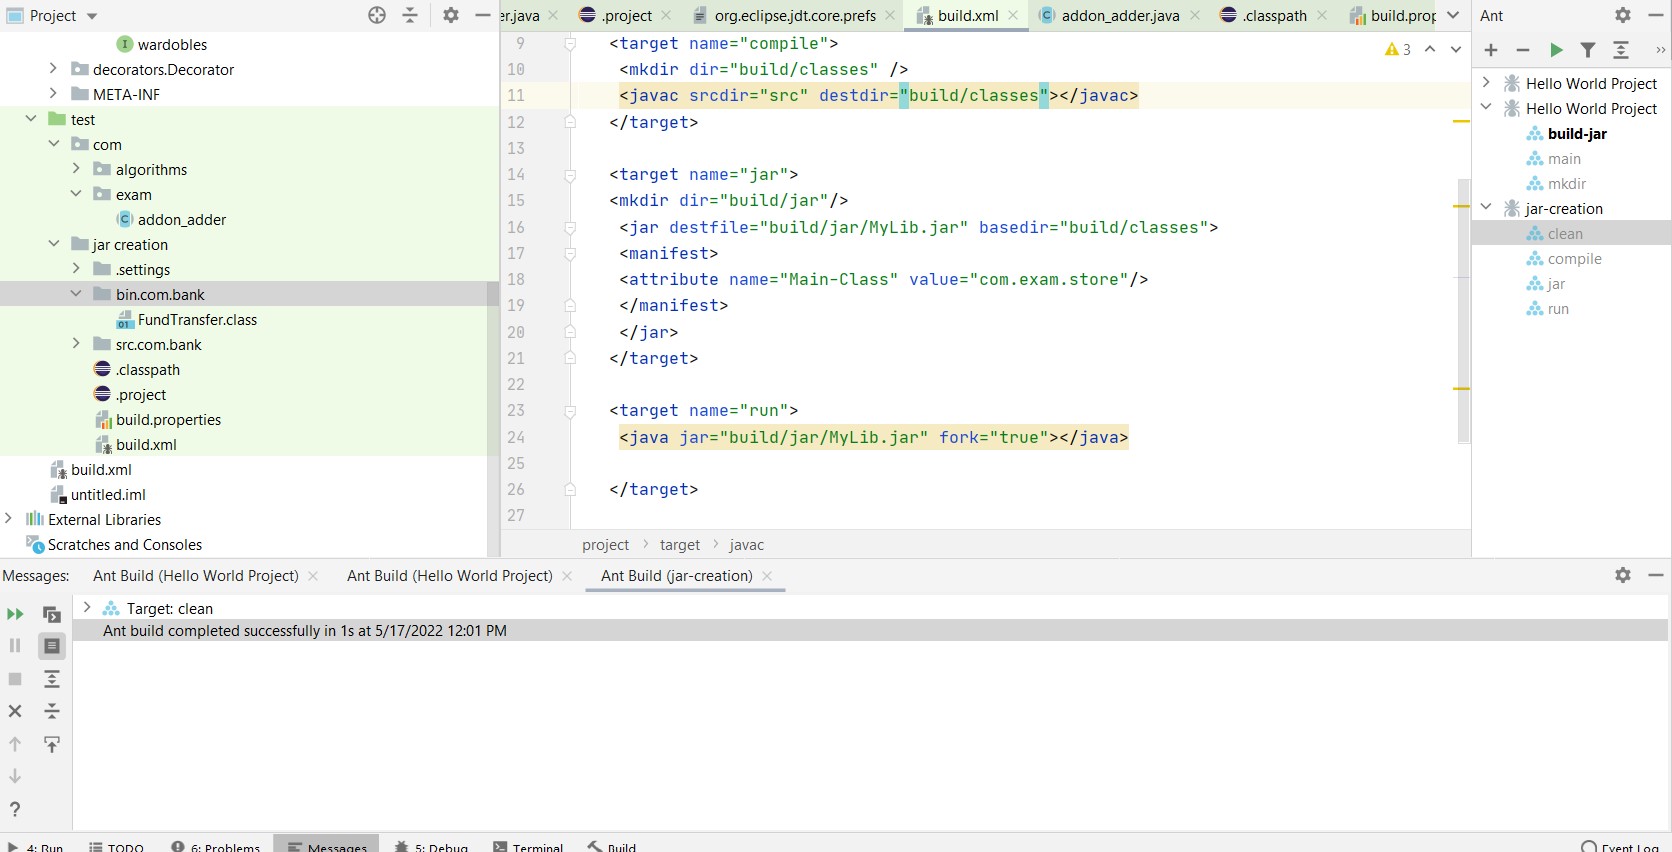 Project
er.java
.project
org.eclipse.jdt.core.prefs
build.xml
addon_adder.java
.classpath
build.prop
Ant
wardobles
decorators.Decorator
META-INF
test
com
algorithms
exam
addon_adder
jar creation
.settings
bin.com.bank
FundTransfer.class
src.com.bank
.classpath
.project
build.properties
build.xml
build.xml
untitled.iml
External Libraries
Scratches and Consoles
9 <target name="compile">
10 <mkdir dir="build/classes" />
11 <javac srcdir="src" destdir="build/classes"></javac>
12 </target>
13
14 <target name="jar">
15 <mkdir dir="build/jar"/>
16 <jar destfile="build/jar/MyLib.jar" basedir="build/classes">
17 <manifest>
18 <attribute name="Main-Class" value="com.exam.store"/>
19 </manifest>
20 </jar>
21 </target>
22
23 <target name="run">
24 <java jar="build/jar/MyLib.jar" fork="true"></java>
25
26 </target>
27
3
project > target > javac
Hello World Project
Hello World Project
build-jar
main
mkdir
jar-creation
clean
compile
jar
run
Messages:
Ant Build (Hello World Project)
Ant Build (Hello World Project)
Ant Build (jar-creation)
Target: clean
Ant build completed successfully in 1s at 5/17/2022 12:01 PM
4: Run
TODO
6: Problems
Messages
5: Debug
Terminal
Build
Event Log